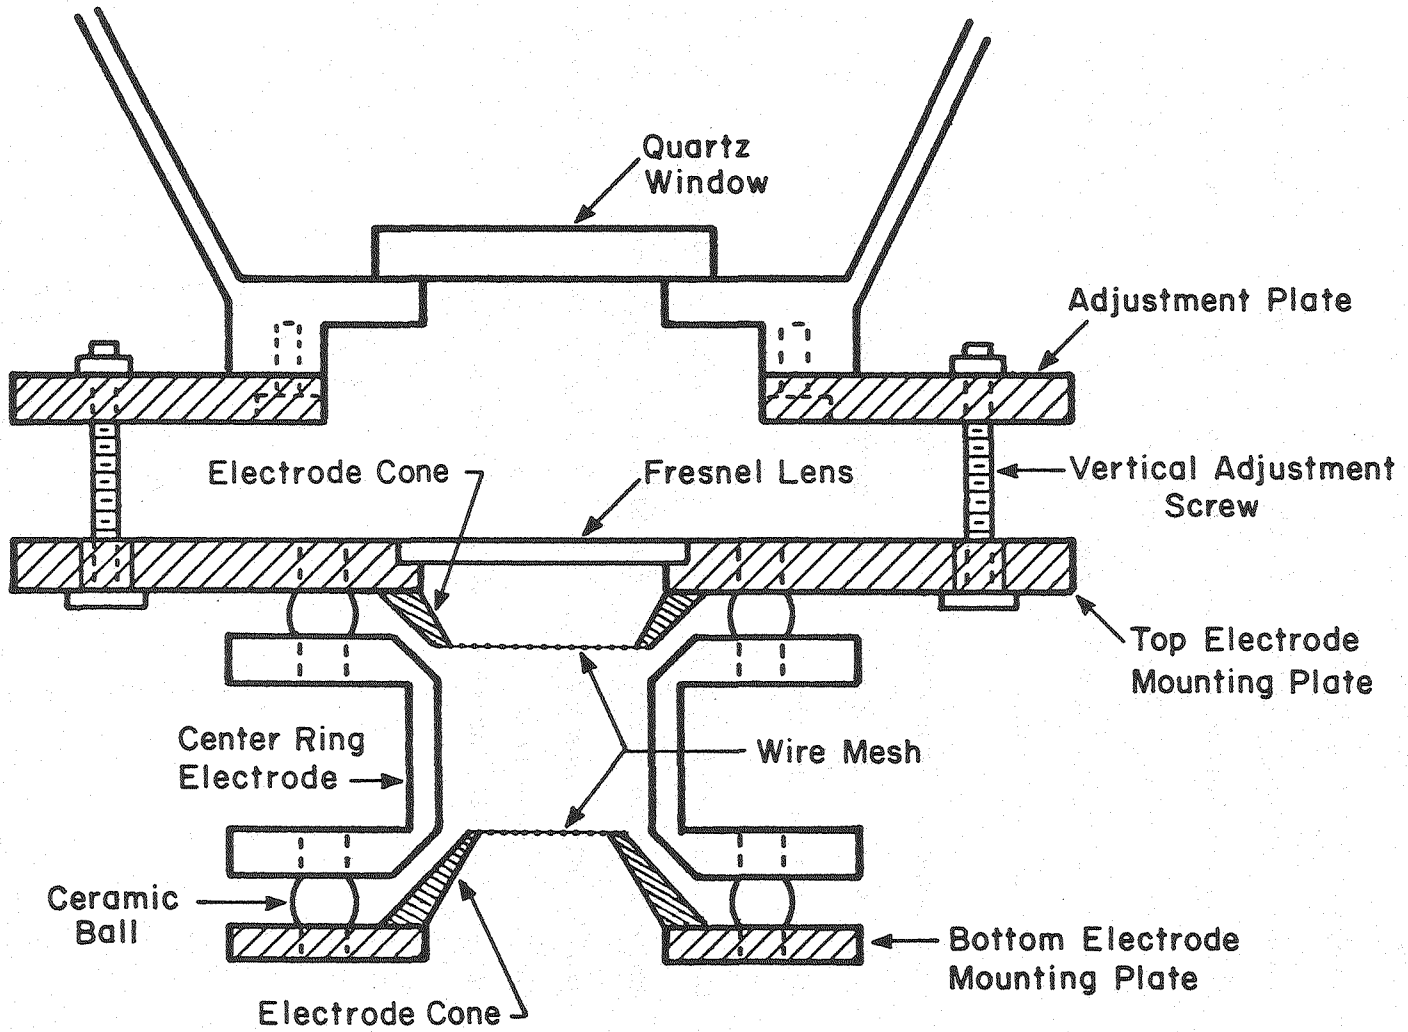 Quartz
Window
Adjustment Plate
Electrode Cone
Fresnel Lens
Vertical Adjustment
Screw
Top Electrode
Mounting Plate
Center Ring
Electrode
Wire Mesh
Ceramic
Ball
Bottom Electrode
Mounting Plate
Electrode Cone